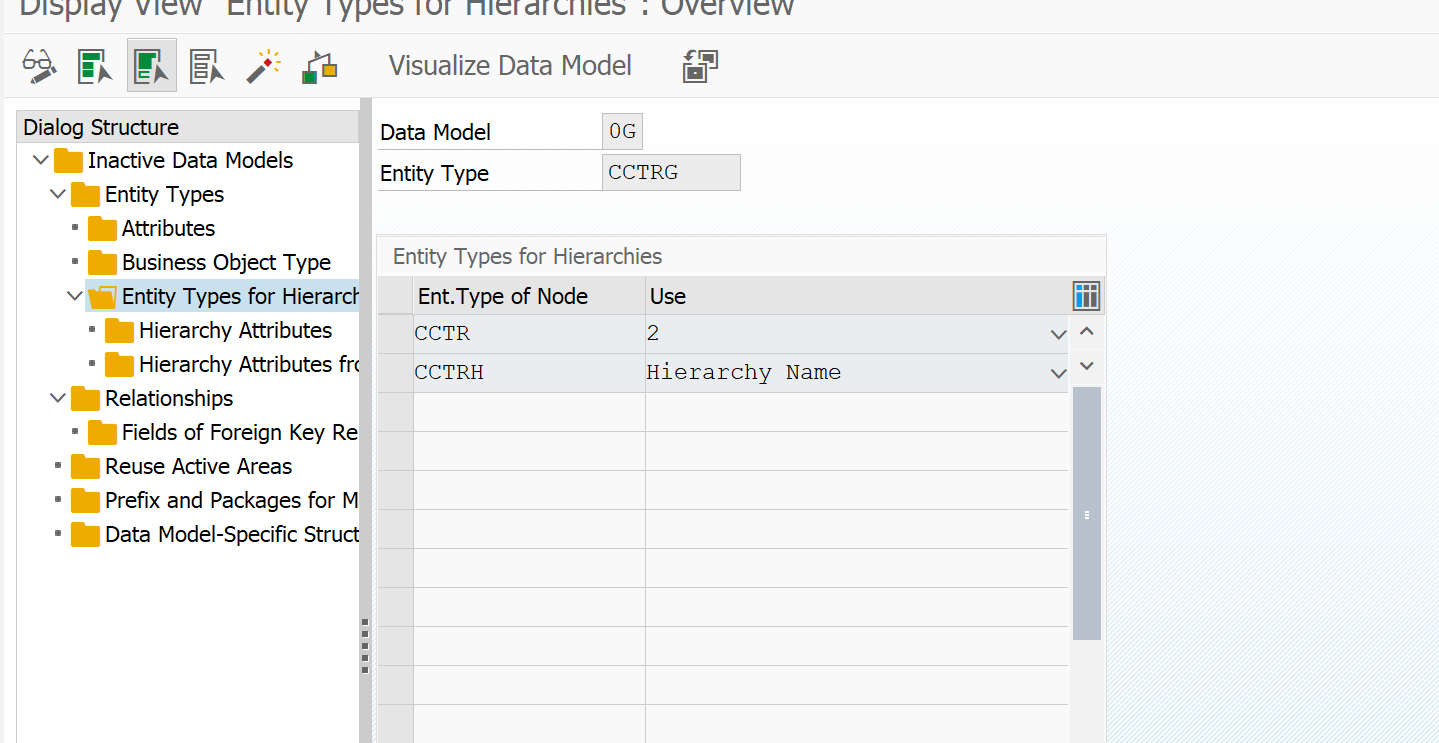 Display View "Entity Types for Hierarchies": Overview
Visualize Data Model
Dialog Structure
Inactive Data Models
Entity Types
Attributes
Business Object Type
Entity Types for Hierarch
Hierarchy Attributes
Hierarchy Attributes fro
Relationships
Fields of Foreign Key Re
Reuse Active Areas
Prefix and Packages for M
Data Model-Specific Struct
Data Model 0G
Entity Type CCTRG
Entity Types for Hierarchies
Ent.Type of Node Use
CCTR 2
CCTRH Hierarchy Name